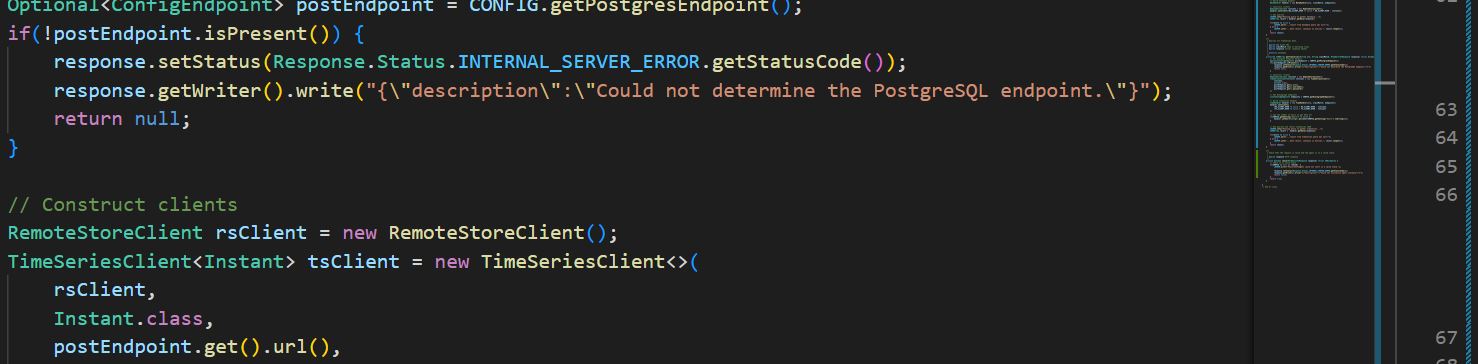 Optional<ConfigEndpoint> postEndpoint = CONFIG.getPostgresEndpoint();
if(!postEndpoint.isPresent()) {
    response.setStatus(Response.Status.INTERNAL_SERVER_ERROR.getStatusCode());
    response.getWriter().write("{\"description\":\"Could not determine the PostgreSQL endpoint.\"}");
    return null;
}
// Construct clients
RemoteStoreClient rsClient = new RemoteStoreClient();
TimeSeriesClient<Instant> tsClient = new TimeSeriesClient<>(
    rsClient,
    Instant.class,
    postEndpoint.get().url(),
63
64
65
66
67